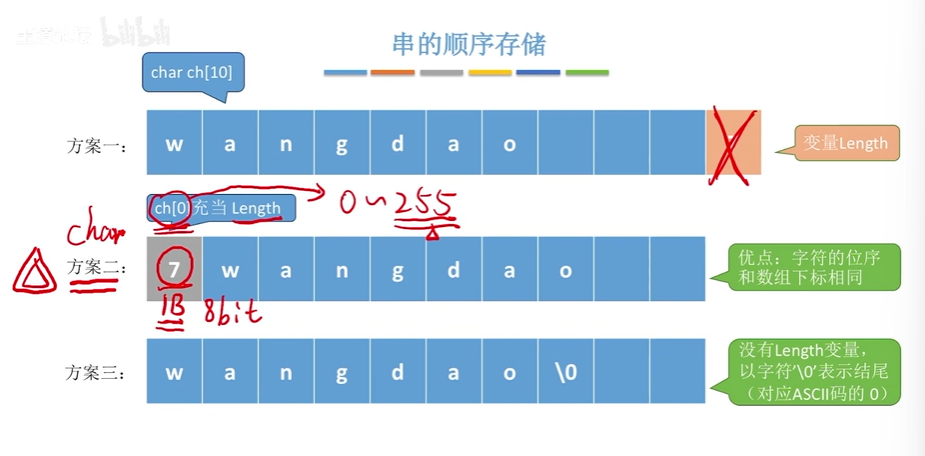 bilibili
串的顺序存储
char ch[10]
方案一：
w a n g d a o
变量Length
ch[0]充当 Length
0~255
char
方案二：
7 w a n g d a o
优点：字符的位序
和数组下标相同
1B 8bit
方案三：
w a n g d a o \0
没有Length变量，
以字符'\0'表示结尾
（对应ASCII码的 0）